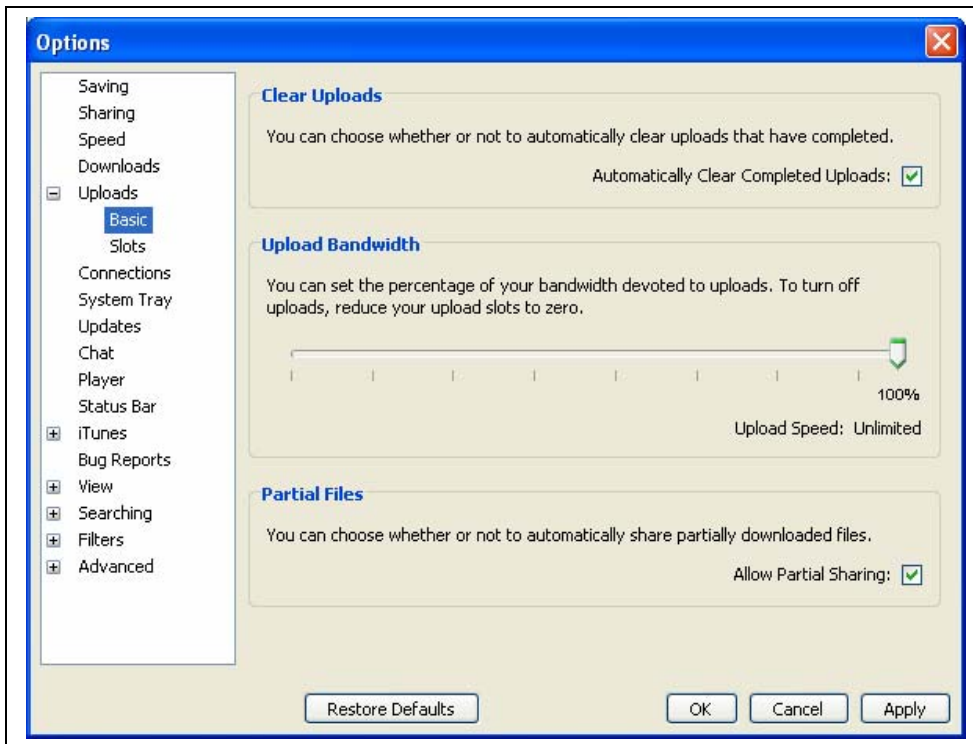 Options
Saving
Sharing
Speed
Downloads
Uploads
Basic
Slots
Connections
System Tray
Updates
Chat
Player
Status Bar
iTunes
Bug Reports
View
Searching
Filters
Advanced
Clear Uploads
You can choose whether or not to automatically clear uploads that have completed.
Automatically Clear Completed Uploads:
Upload Bandwidth
You can set the percentage of your bandwidth devoted to uploads. To turn off
uploads, reduce your upload slots to zero.
100%
Upload Speed: Unlimited
Partial Files
You can choose whether or not to automatically share partially downloaded files.
Allow Partial Sharing:
Restore Defaults
OK
Cancel
Apply